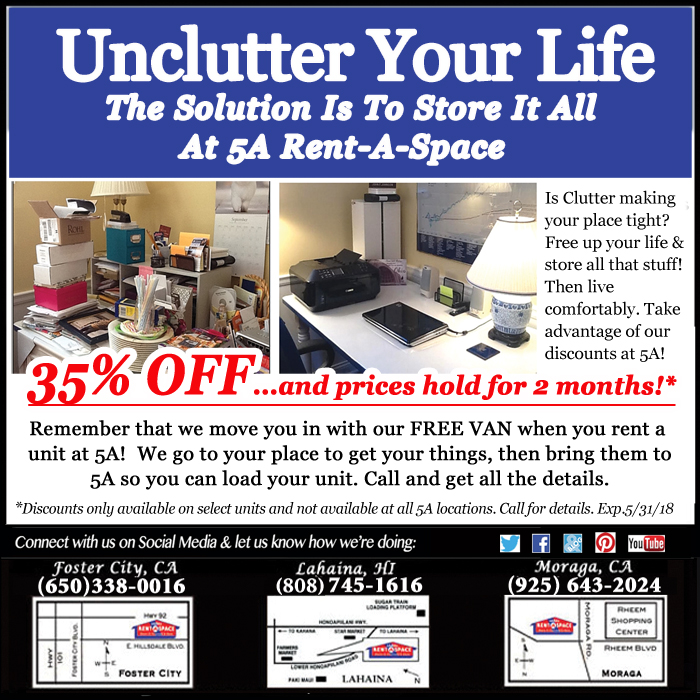 Unclutter Your Life
The Solution Is To Store It All
At 5A Rent-A-Space
Is Clutter making
your place tight?
Free up your life &
store all that stuff!
Then live
comfortably. Take
advantage of our
discounts at 5A!
35% OFF...and prices hold for 2 months!*
Remember that we move you in with our FREE VAN when you rent a
unit at 5A! We go to your place to get your things, then bring them to
5A so you can load your unit. Call and get all the details.
*Discounts only available on select units and not available at all 5A locations. Call for details. Exp.5/31/18
Connect with us on Social Media & let us know how we're doing:
You Tube
Foster City, CA
(650)338-0016
HWY 92
FOSTER CITY BLVD.
RENT A SPACE
E. HILLSDALE BLVD.
HWY 101
N
W E
S
FOSTER CITY
Lahaina, HI
(808) 745-1616
SUGAR TRAIN
LOADING PLATFORM
HONOAPIILANI HWY.
TO KAHANA
STAR MARKET
TO LAHAINA
FARMERS
MARKET
RENT A SPACE
LOWER HONOAPIILANI ROAD
PAKI MAUI
LAHAINA
N
Moraga, CA
(925) 643-2024
MORAGA RD
RHEEM
SHOPPING
CENTER
RENT A SPACE
RHEEM BLVD
N
E W
S
MORAGA